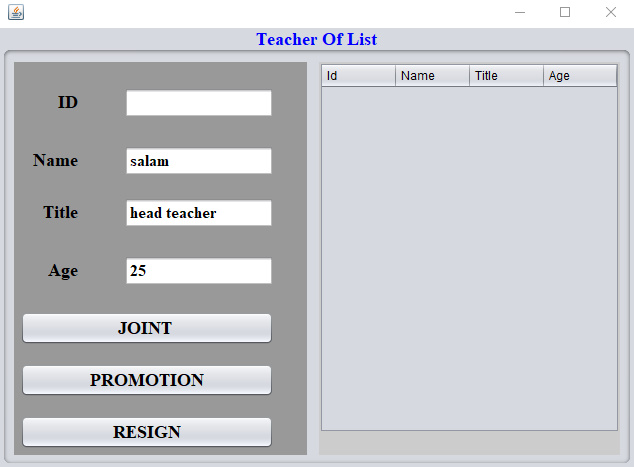 Teacher Of List
ID
Name salam
Title head teacher
Age 25
JOINT
PROMOTION
RESIGN
Id Name Title Age